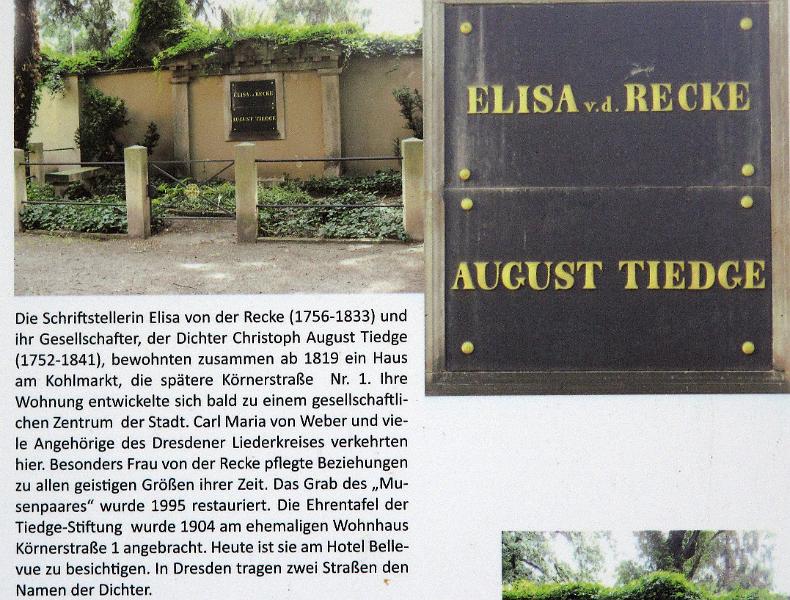 ELISA v.d. RECKE
AUGUST TIEDGE
ELISA v.d. RECKE
AUGUST TIEDGE
Die Schriftstellerin Elisa von der Recke (1756-1833) und
ihr Gesellschafter, der Dichter Christoph August Tiedge
(1752-1841), bewohnten zusammen ab 1819 ein Haus
am Kohlmarkt, die spätere Körnerstraße Nr. 1. Ihre
Wohnung entwickelte sich bald zu einem gesellschaftli-
chen Zentrum der Stadt. Carl Maria von Weber und vie-
le Angehörige des Dresdener Liederkreises verkehrten
hier. Besonders Frau von der Recke pflegte Beziehungen
zu allen geistigen Größen ihrer Zeit. Das Grab des „Mu-
senpaares“ wurde 1995 restauriert. Die Ehrentafel der
Tiedge-Stiftung wurde 1904 am ehemaligen Wohnhaus
Körnerstraße 1 angebracht. Heute ist sie am Hotel Belle-
vue zu besichtigen. In Dresden tragen zwei Straßen den
Namen der Dichter.